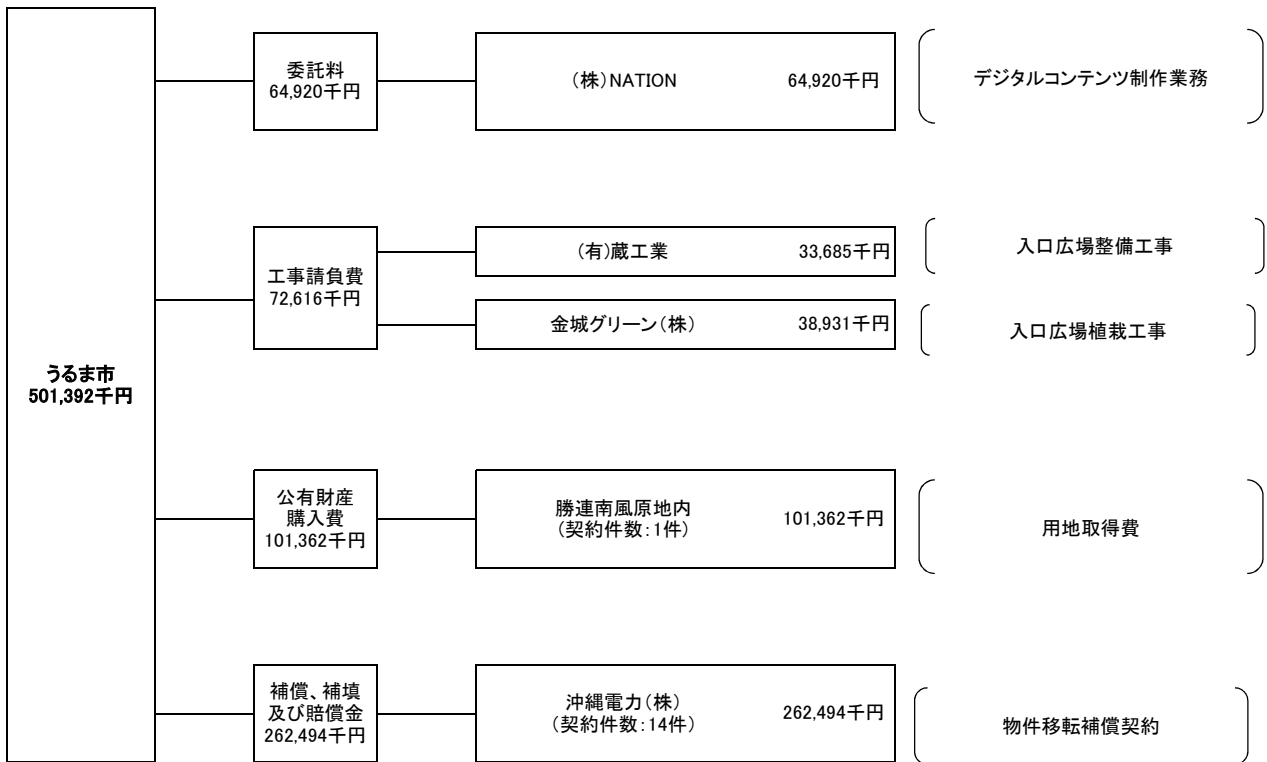 うるま市
501,392千円
委託料
64,920千円
(株)NATION 64,920千円
デジタルコンテンツ制作業務
工事請負費
72,616千円
(有)蔵工業 33,685千円
入口広場整備工事
金城グリーン(株) 38,931千円
入口広場植栽工事
公有財産
購入費
101,362千円
勝連南風原地内
(契約件数:1件)
101,362千円
用地取得費
補償、補填
及び賠償金
262,494千円
沖縄電力(株)
(契約件数:14件)
262,494千円
物件移転補償契約